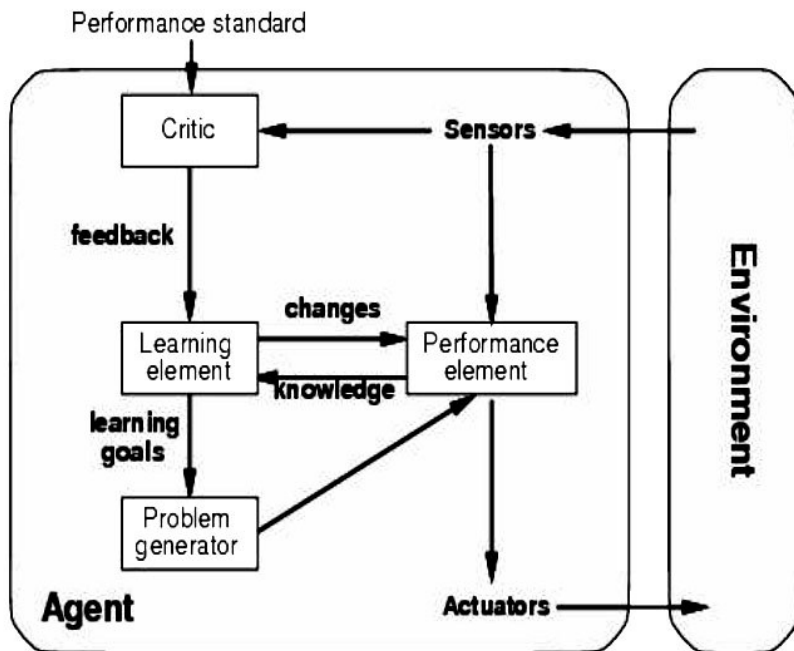 Performance standard
Critic
Sensors
feedback
changes
Learning
element
Performance
element
knowledge
learning
goals
Problem
generator
Agent
Actuators
Environment